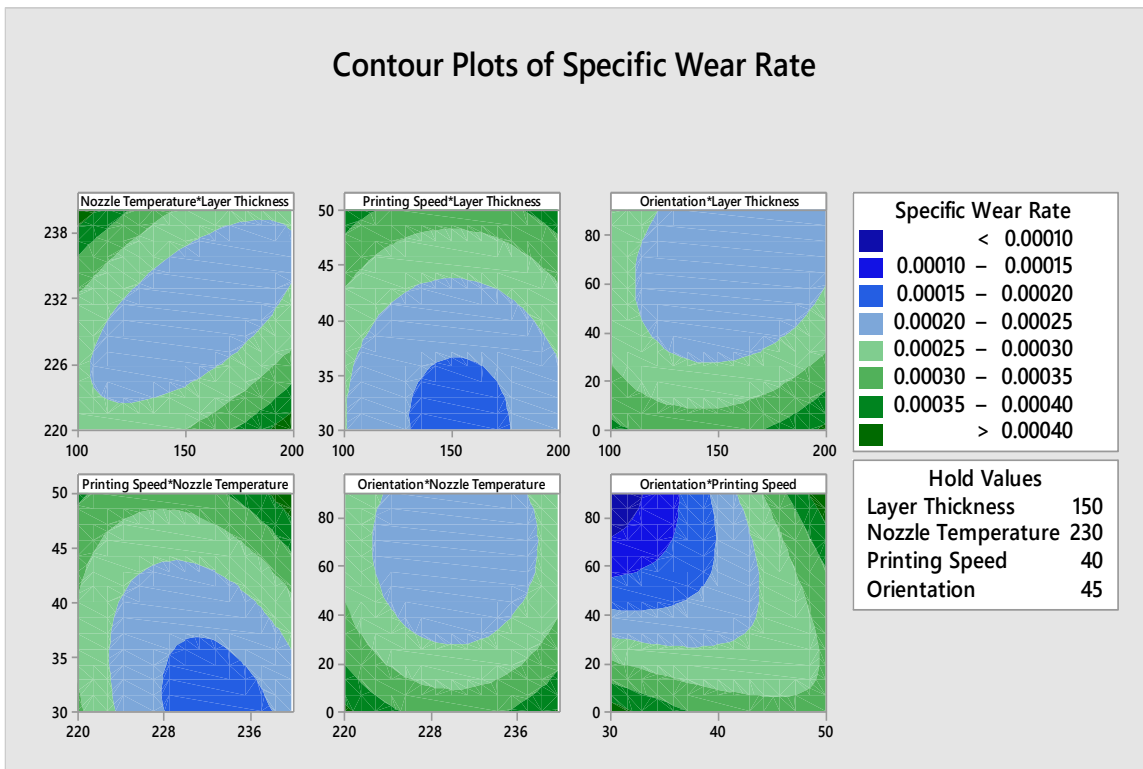 Contour Plots of Specific Wear Rate
Nozzle Temperature*Layer Thickness
238
232
226
220
100 150 200
Printing Speed*Layer Thickness
50
45
40
35
30
100 150 200
Orientation*Layer Thickness
80
60
40
20
0
100 150 200
Printing Speed*Nozzle Temperature
50
45
40
35
30
220 228 236
Orientation*Nozzle Temperature
80
60
40
20
0
220 228 236
Orientation*Printing Speed
80
60
40
20
0
30 40 50
Specific Wear Rate
< 0.00010
0.00010 – 0.00015
0.00015 – 0.00020
0.00020 – 0.00025
0.00025 – 0.00030
0.00030 – 0.00035
0.00035 – 0.00040
> 0.00040
Hold Values
Layer Thickness 150
Nozzle Temperature 230
Printing Speed 40
Orientation 45